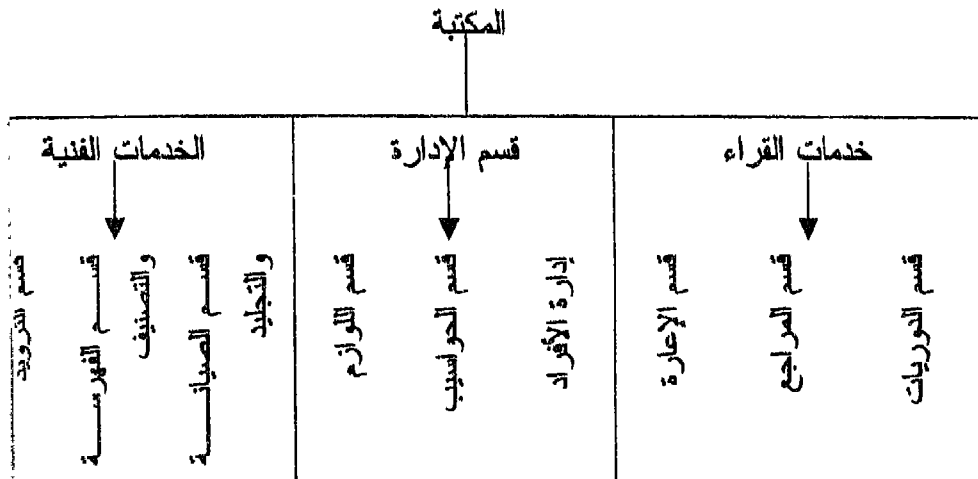 المكتبة
خدمات القراء
قسم الإدارة
الخدمات الفنية
قسم الدوريات
قسم المراجع
قسم الإعارة
إدارة الأفراد
قسم الحواسيب
قسم اللوازم
قسم الصيانة
والتجليد
قسم الفهرسة
والتصنيف
قسم التزويد